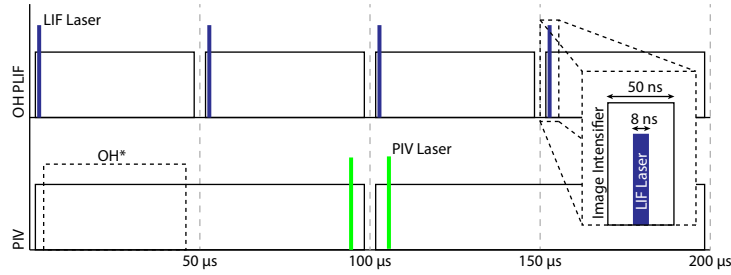 LIF Laser
OH PLIF
50 ns
8 ns
Image Intensifier
LIF Laser
OH*
PIV Laser
PIV
50 µs
100 µs
150 µs
200 µs